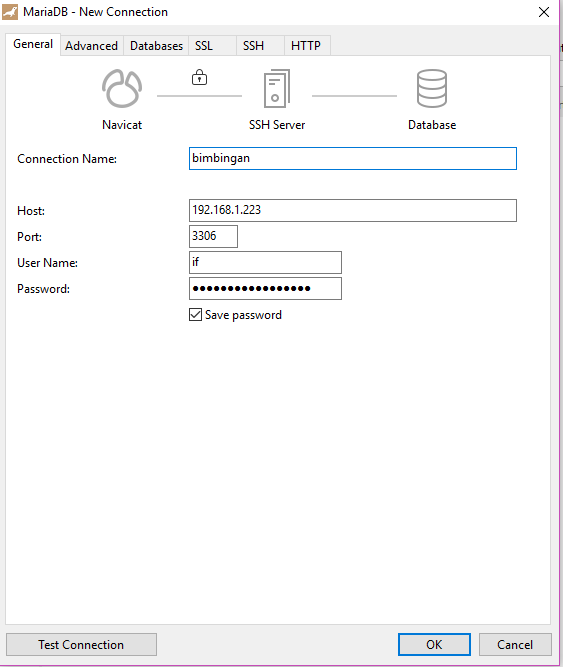 MariaDB - New Connection
General Advanced Databases SSL SSH HTTP
Navicat SSH Server Database
Connection Name: bimbingan
Host: 192.168.1.223
Port: 3306
User Name: if
Password: ●●●●●●●●●●●●●●●●●
Save password
Test Connection OK Cancel